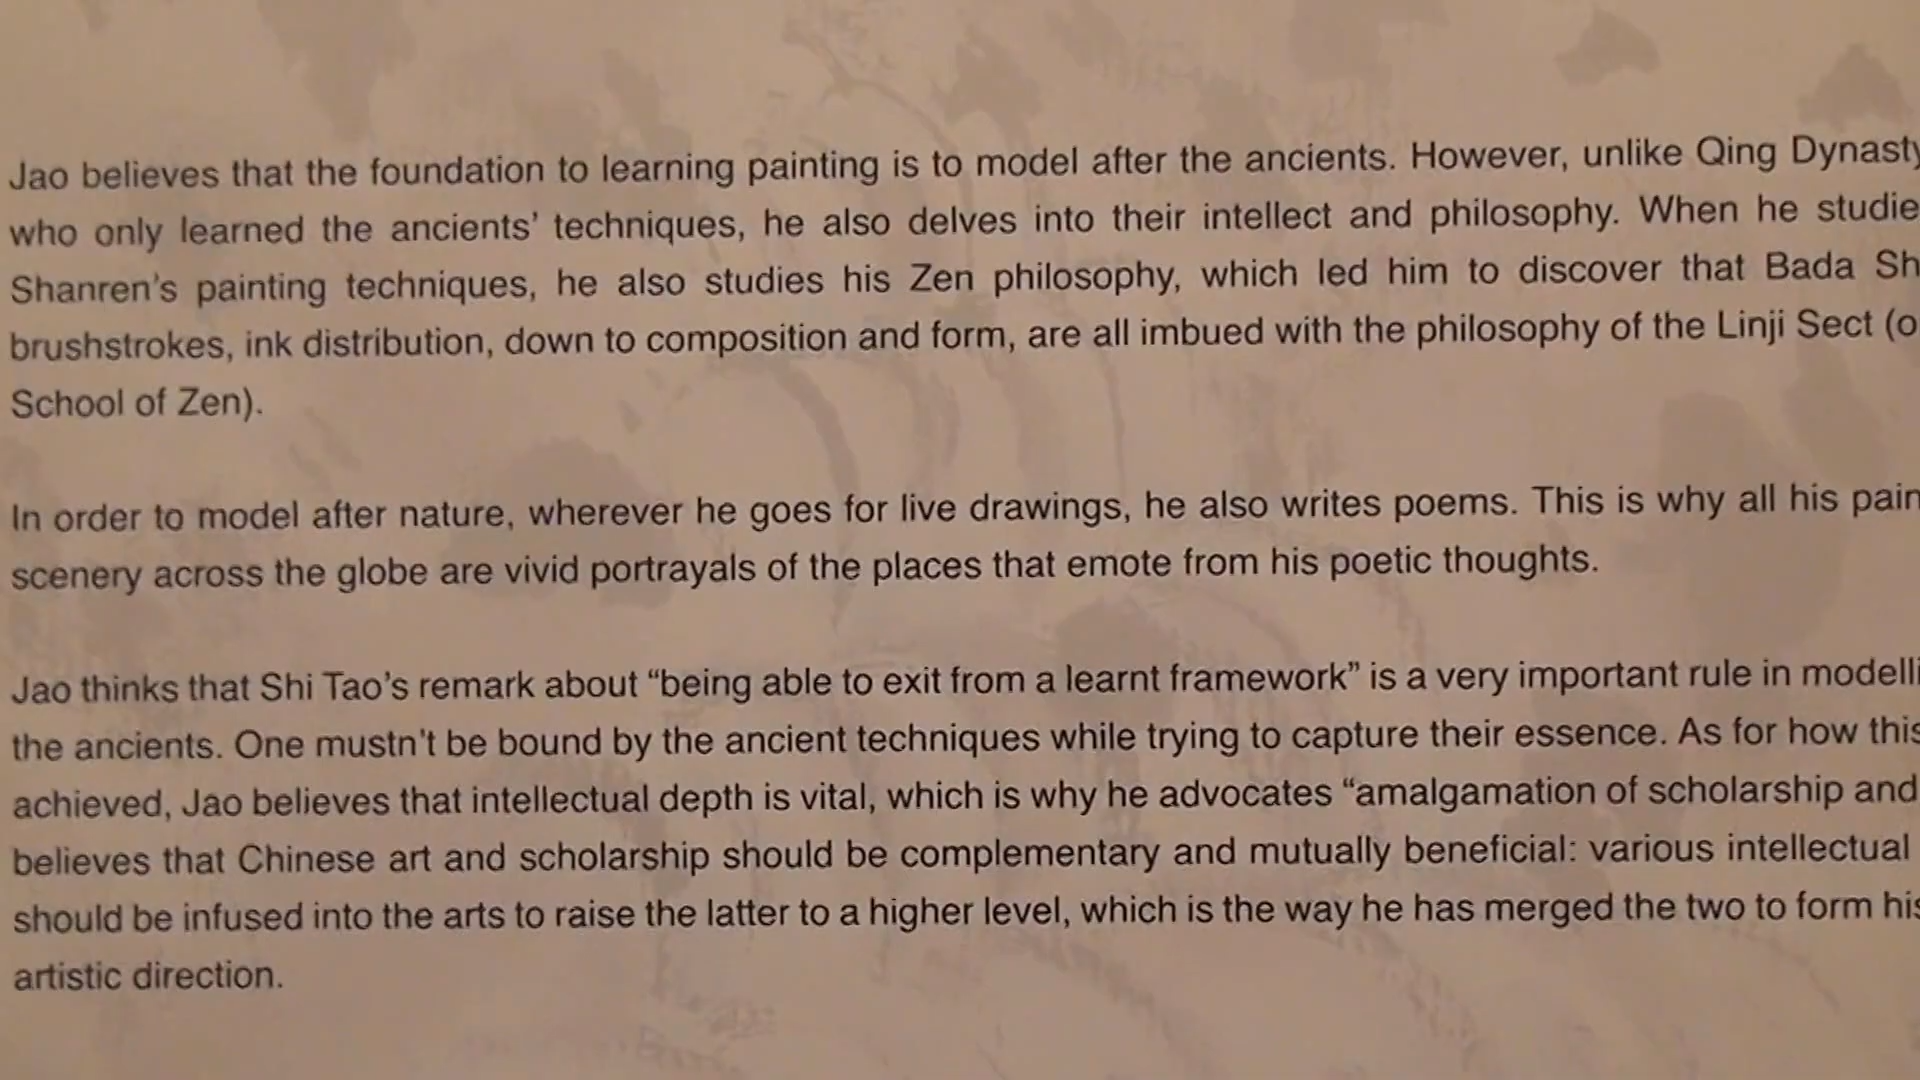 Jao believes that the foundation to learning painting is to model after the ancients. However, unlike Qing Dynasty
who only learned the ancients' techniques, he also delves into their intellect and philosophy. When he studie
Shanren's painting techniques, he also studies his Zen philosophy, which led him to discover that Bada Sh
brushstrokes, ink distribution, down to composition and form, are all imbued with the philosophy of the Linji Sect (o
School of Zen).
In order to model after nature, wherever he goes for live drawings, he also writes poems. This is why all his pain
scenery across the globe are vivid portrayals of the places that emote from his poetic thoughts.
Jao thinks that Shi Tao's remark about “being able to exit from a learnt framework” is a very important rule in modelli
the ancients. One mustn't be bound by the ancient techniques while trying to capture their essence. As for how this
achieved, Jao believes that intellectual depth is vital, which is why he advocates “amalgamation of scholarship and
believes that Chinese art and scholarship should be complementary and mutually beneficial: various intellectual
should be infused into the arts to raise the latter to a higher level, which is the way he has merged the two to form his
artistic direction.